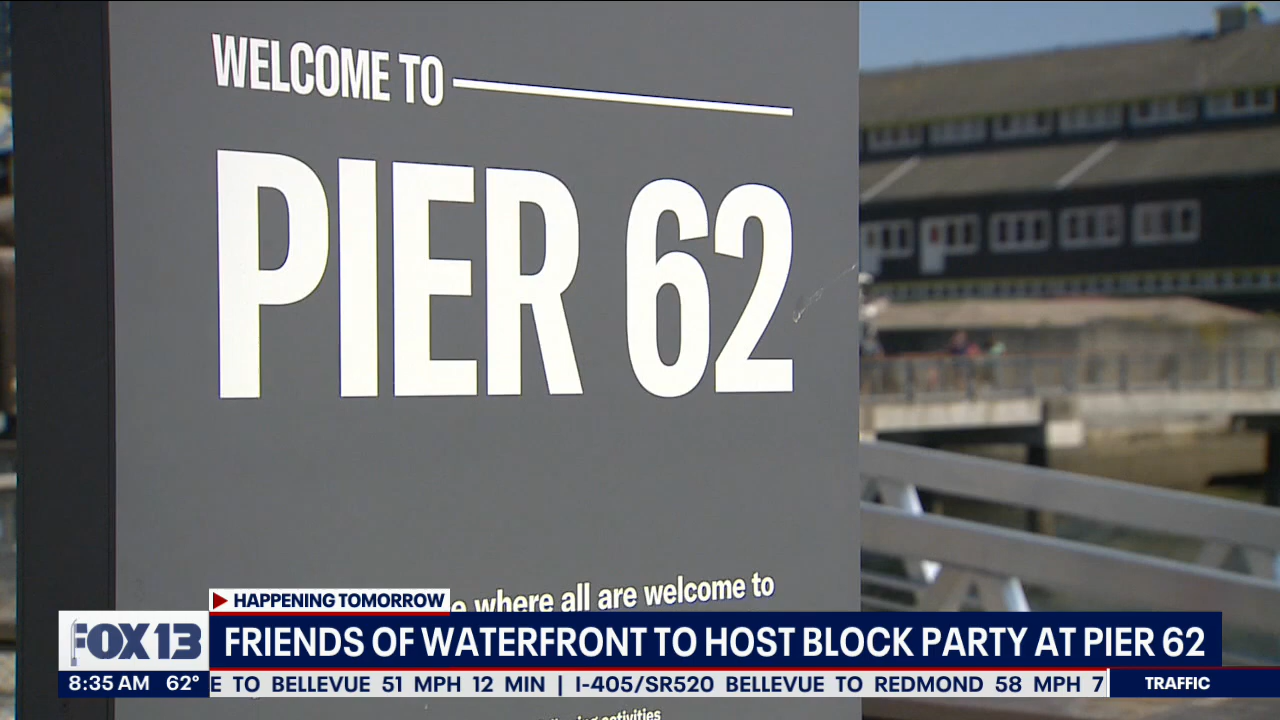 WELCOME TO
PIER 62
where all are welcome to
HAPPENING TOMORROW
FOX 13
FRIENDS OF WATERFRONT TO HOST BLOCK PARTY AT PIER 62
8:35 AM 62° E TO BELLEVUE 51 MPH 12 MIN | I-405/SR520 BELLEVUE TO REDMOND 58 MPH 7 TRAFFIC
activities